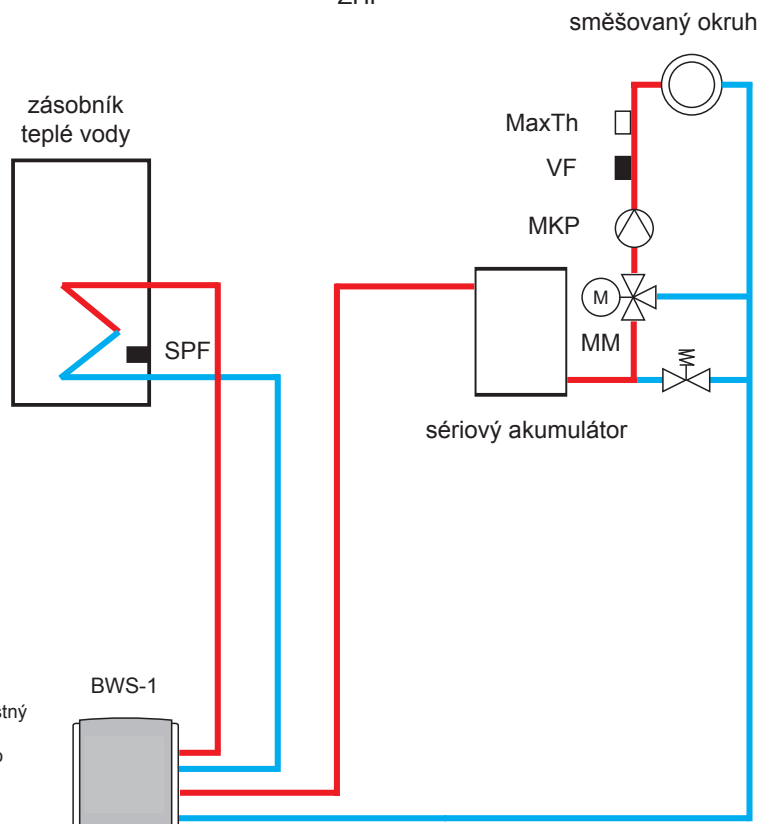 směšovaný okruh
zásobník
teplé vody
MaxTh
VF
MKP
M
MM
SPF
sériový akumulátor
BWS-1